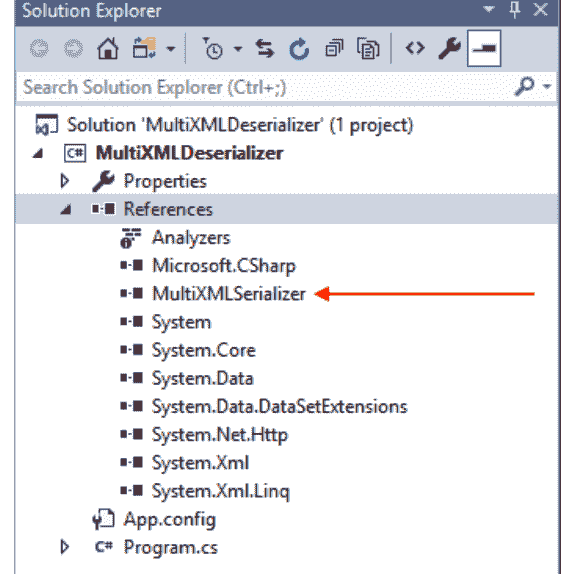 Solution Explorer
Search Solution Explorer (Ctrl+;)
Solution 'MultiXMLDeserializer' (1 project)
C# MultiXMLDeserializer
Properties
References
Analyzers
Microsoft.CSharp
MultiXMLSerializer
System
System.Core
System.Data
System.Data.DataSetExtensions
System.Net.Http
System.Xml
System.Xml.Linq
App.config
C# Program.cs